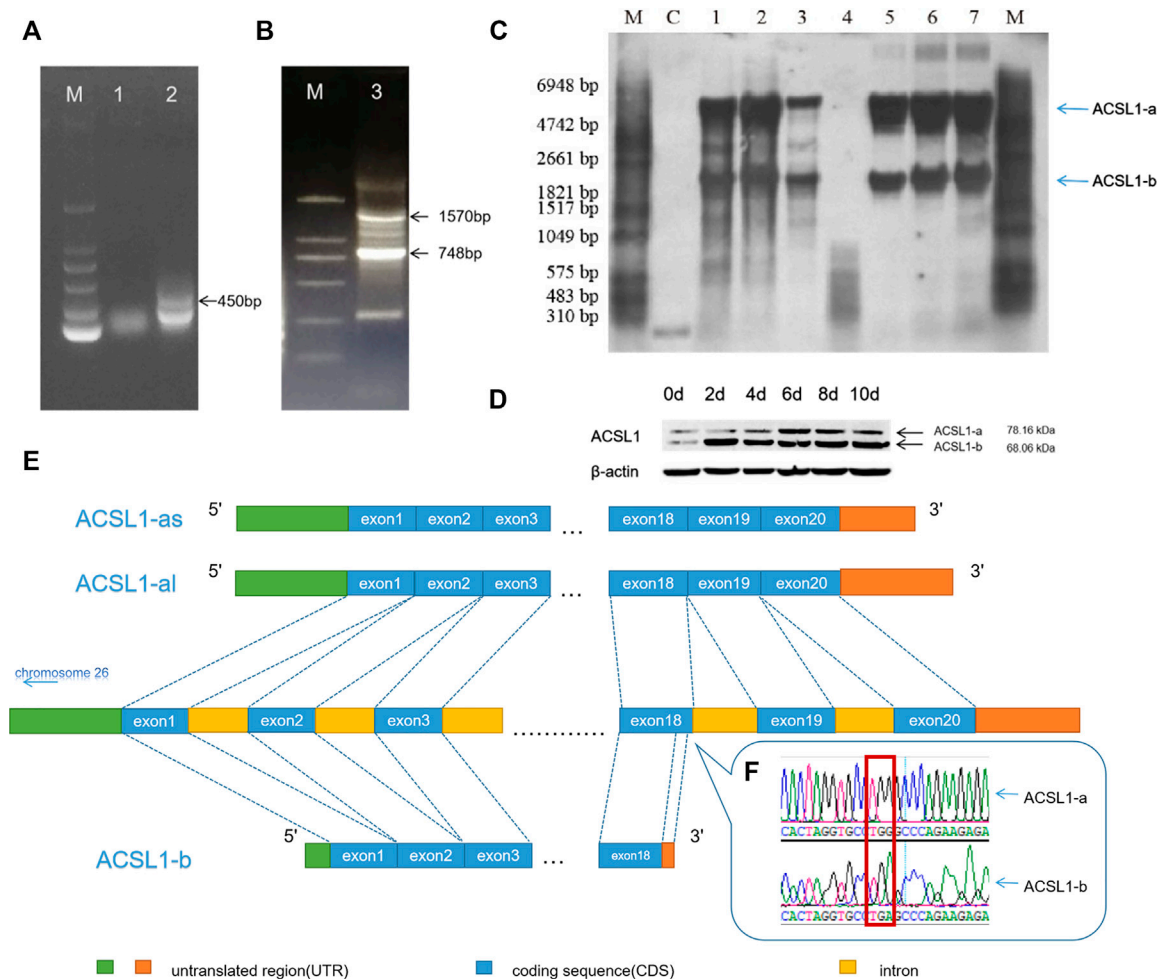 A
M 1 2
450bp
B
M 3
1570bp
748bp
C
M C 1 2 3 4 5 6 7 M
6948 bp
4742 bp
2661 bp
1821 bp
1517 bp
1049 bp
575 bp
483 bp
310 bp
ACSL1-a
ACSL1-b
D
0d 2d 4d 6d 8d 10d
ACSL1
ACSL1-a 78.16 kDa
ACSL1-b 68.06 kDa
β-actin
E
ACSL1-as 5' exon1 exon2 exon3 ... exon18 exon19 exon20 3'
ACSL1-al 5' exon1 exon2 exon3 ... exon18 exon19 exon20 3'
chromosome 26
exon1 exon2 exon3 ............ exon18 exon19 exon20
ACSL1-b 5' exon1 exon2 exon3 ... exon18 3'
F
ACSL1-a
CACTAGGTGCCTGGGCCCAGAAGAGA
ACSL1-b
CACTAGGTGCCTGAGCCCAGAAGAGA
untranslated region(UTR) coding sequence(CDS) intron